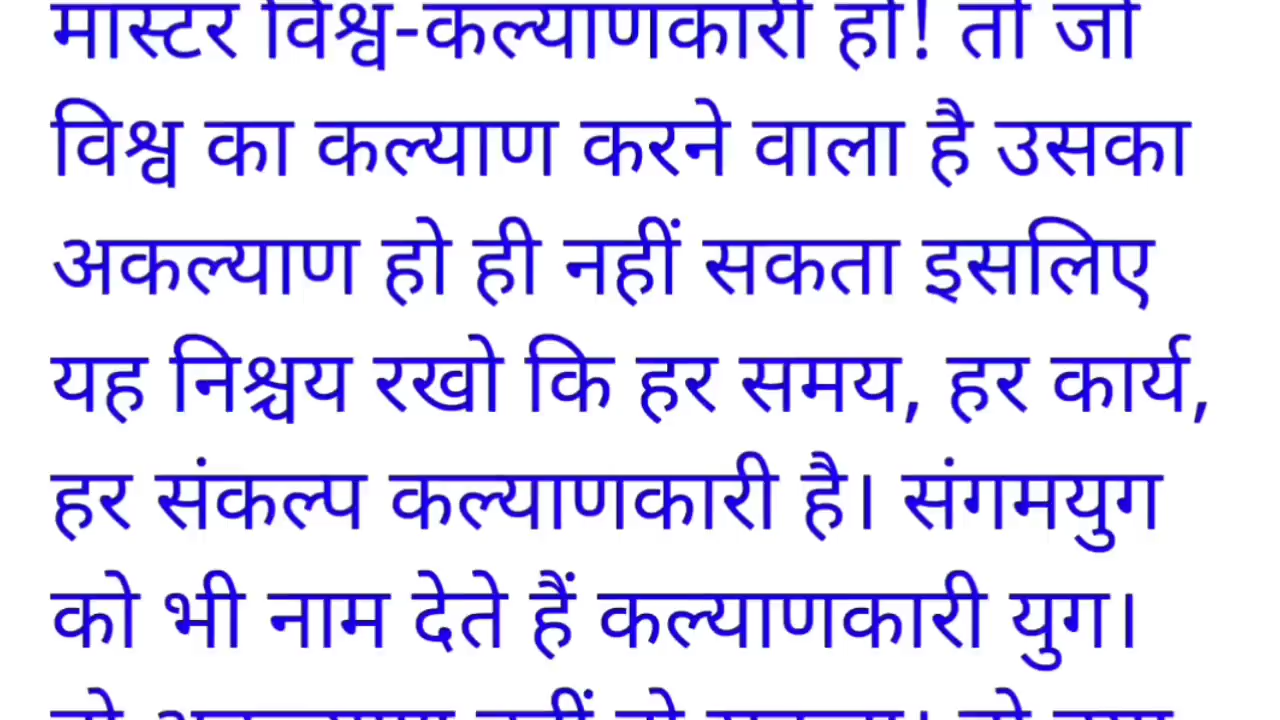 मास्टर विश्व-कल्याणकारी हो! तो जो
विश्व का कल्याण करने वाला है उसका
अकल्याण हो ही नहीं सकता इसलिए
यह निश्चय रखो कि हर समय, हर कार्य,
हर संकल्प कल्याणकारी है। संगमयुग
को भी नाम देते हैं कल्याणकारी युग।